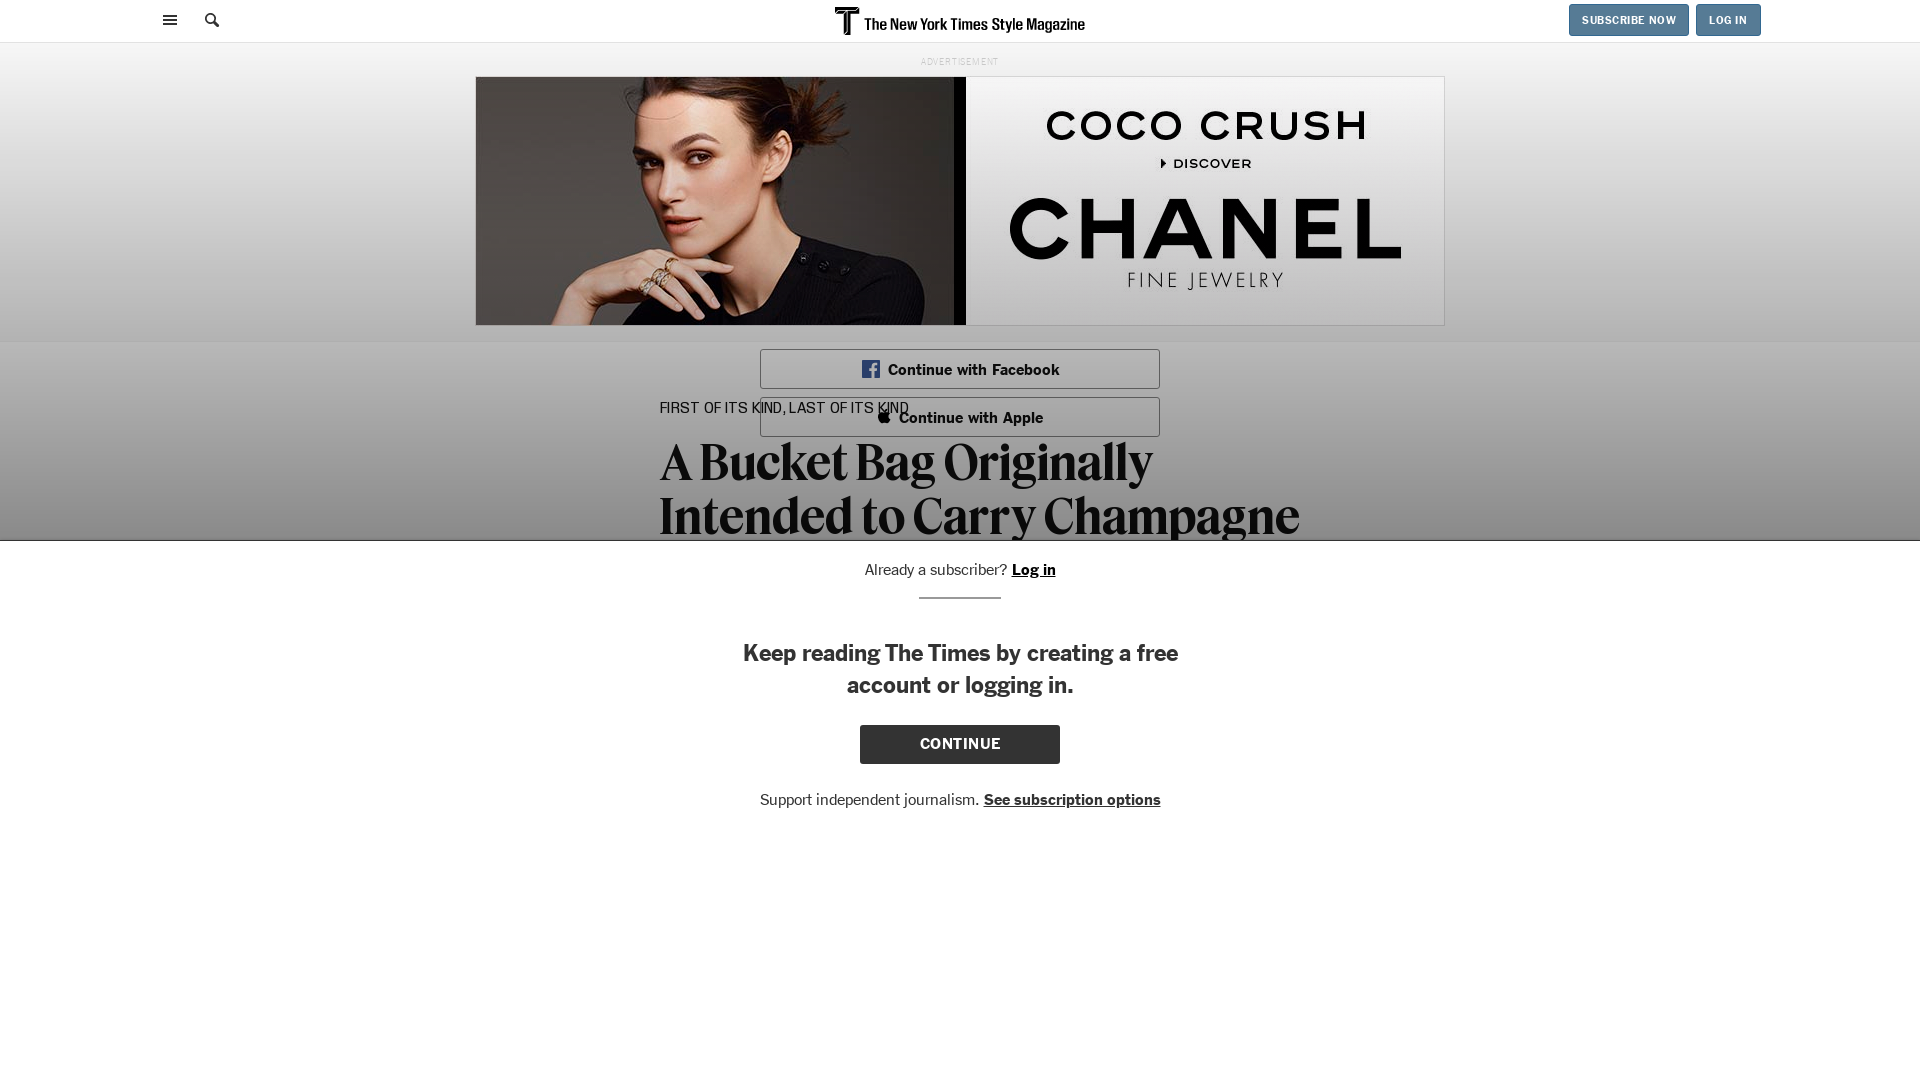 The New York Times Style Magazine
SUBSCRIBE NOW
LOG IN
ADVERTISEMENT
COCO CRUSH
DISCOVER
CHANEL
FINE JEWELRY
Continue with Facebook
FIRST OF ITS KIND, LAST OF ITS KIND
Continue with Apple
A Bucket Bag Originally
Intended to Carry Champagne
Already a subscriber? Log in
Keep reading The Times by creating a free
account or logging in.
CONTINUE
Support independent journalism. See subscription options